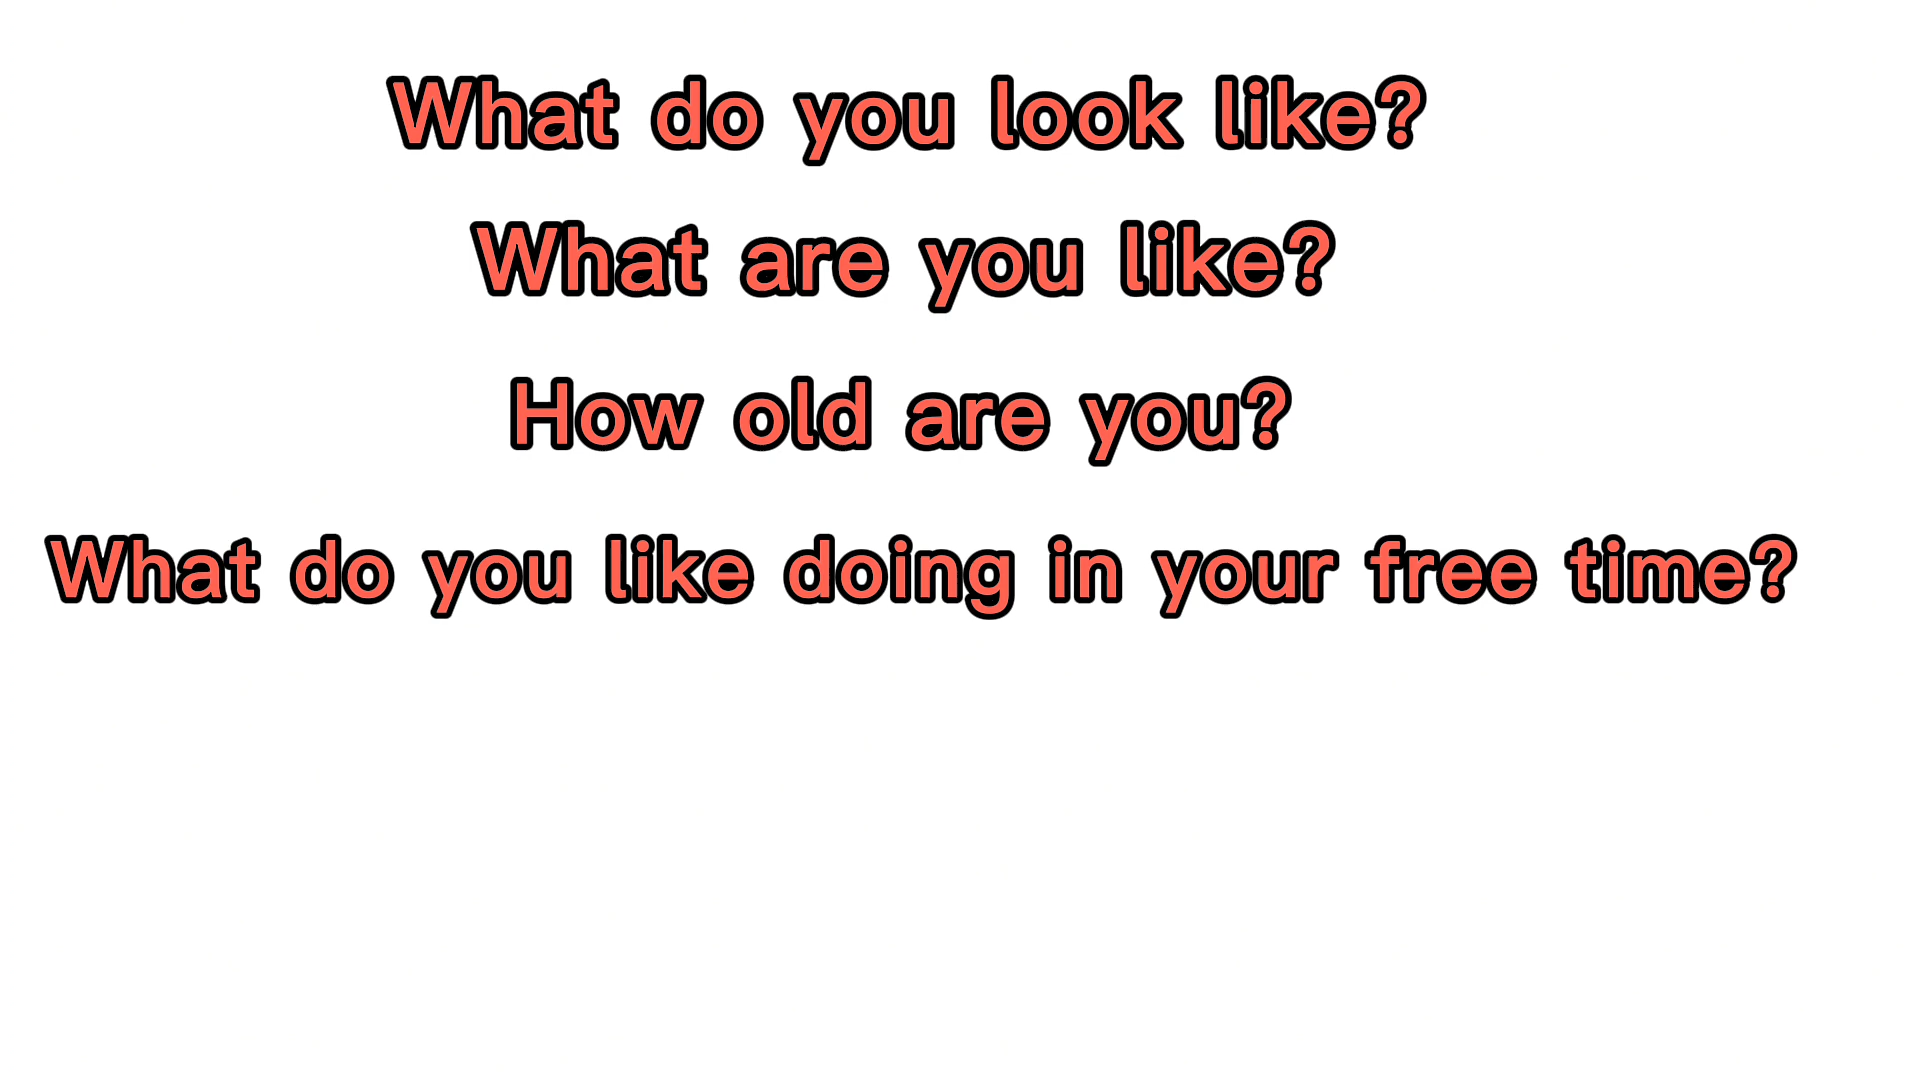 What do you look like?
What are you like?
How old are you?
What do you like doing in your free time?